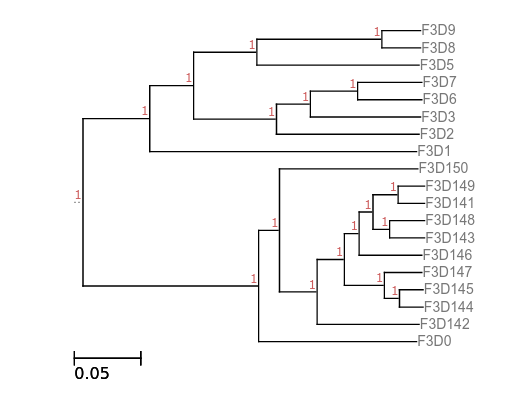 1 F3D9
F3D8
1
F3D5
1
1 F3D7
F3D6
1
F3D3
1
F3D2
1
F3D1
1
F3D150
1 F3D149
F3D141
1
1 F3D148
F3D143
1
F3D146
1
1 F3D147
1 F3D145
F3D144
1
F3D142
1
1
F3D0
0.05